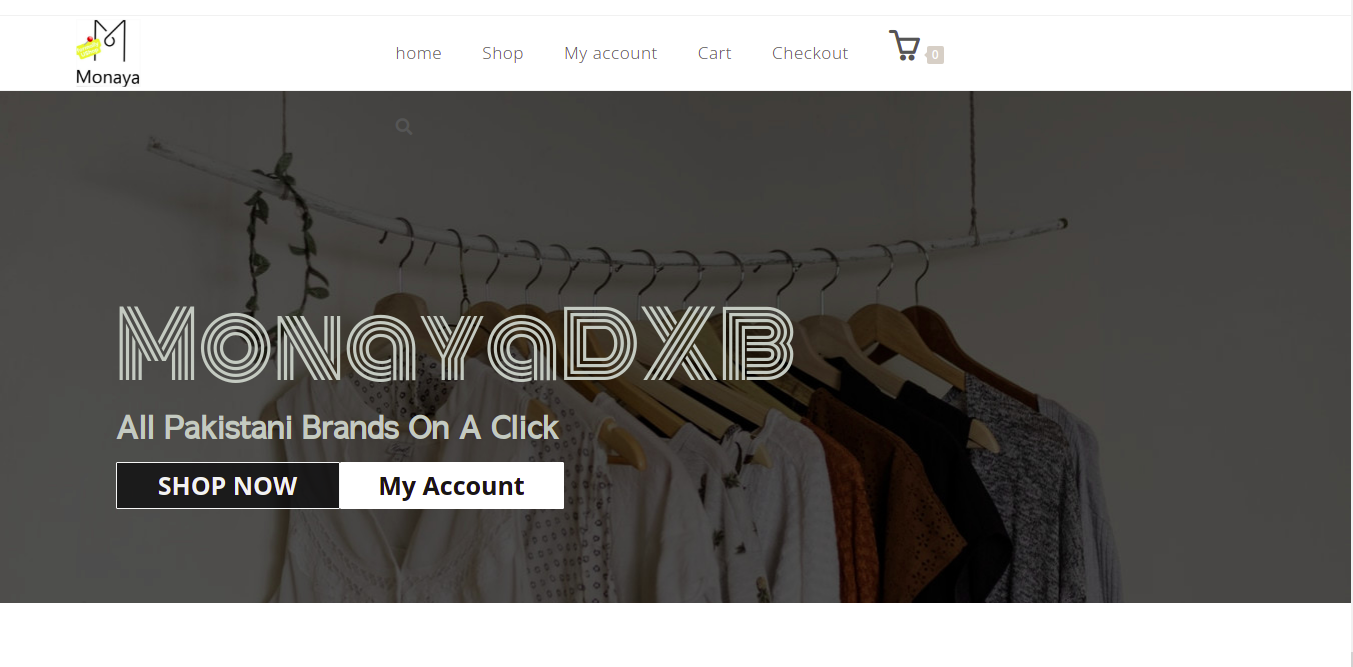 Monaya
home Shop My account Cart Checkout 0
MonayaDXB
All Pakistani Brands On A Click
SHOP NOW My Account